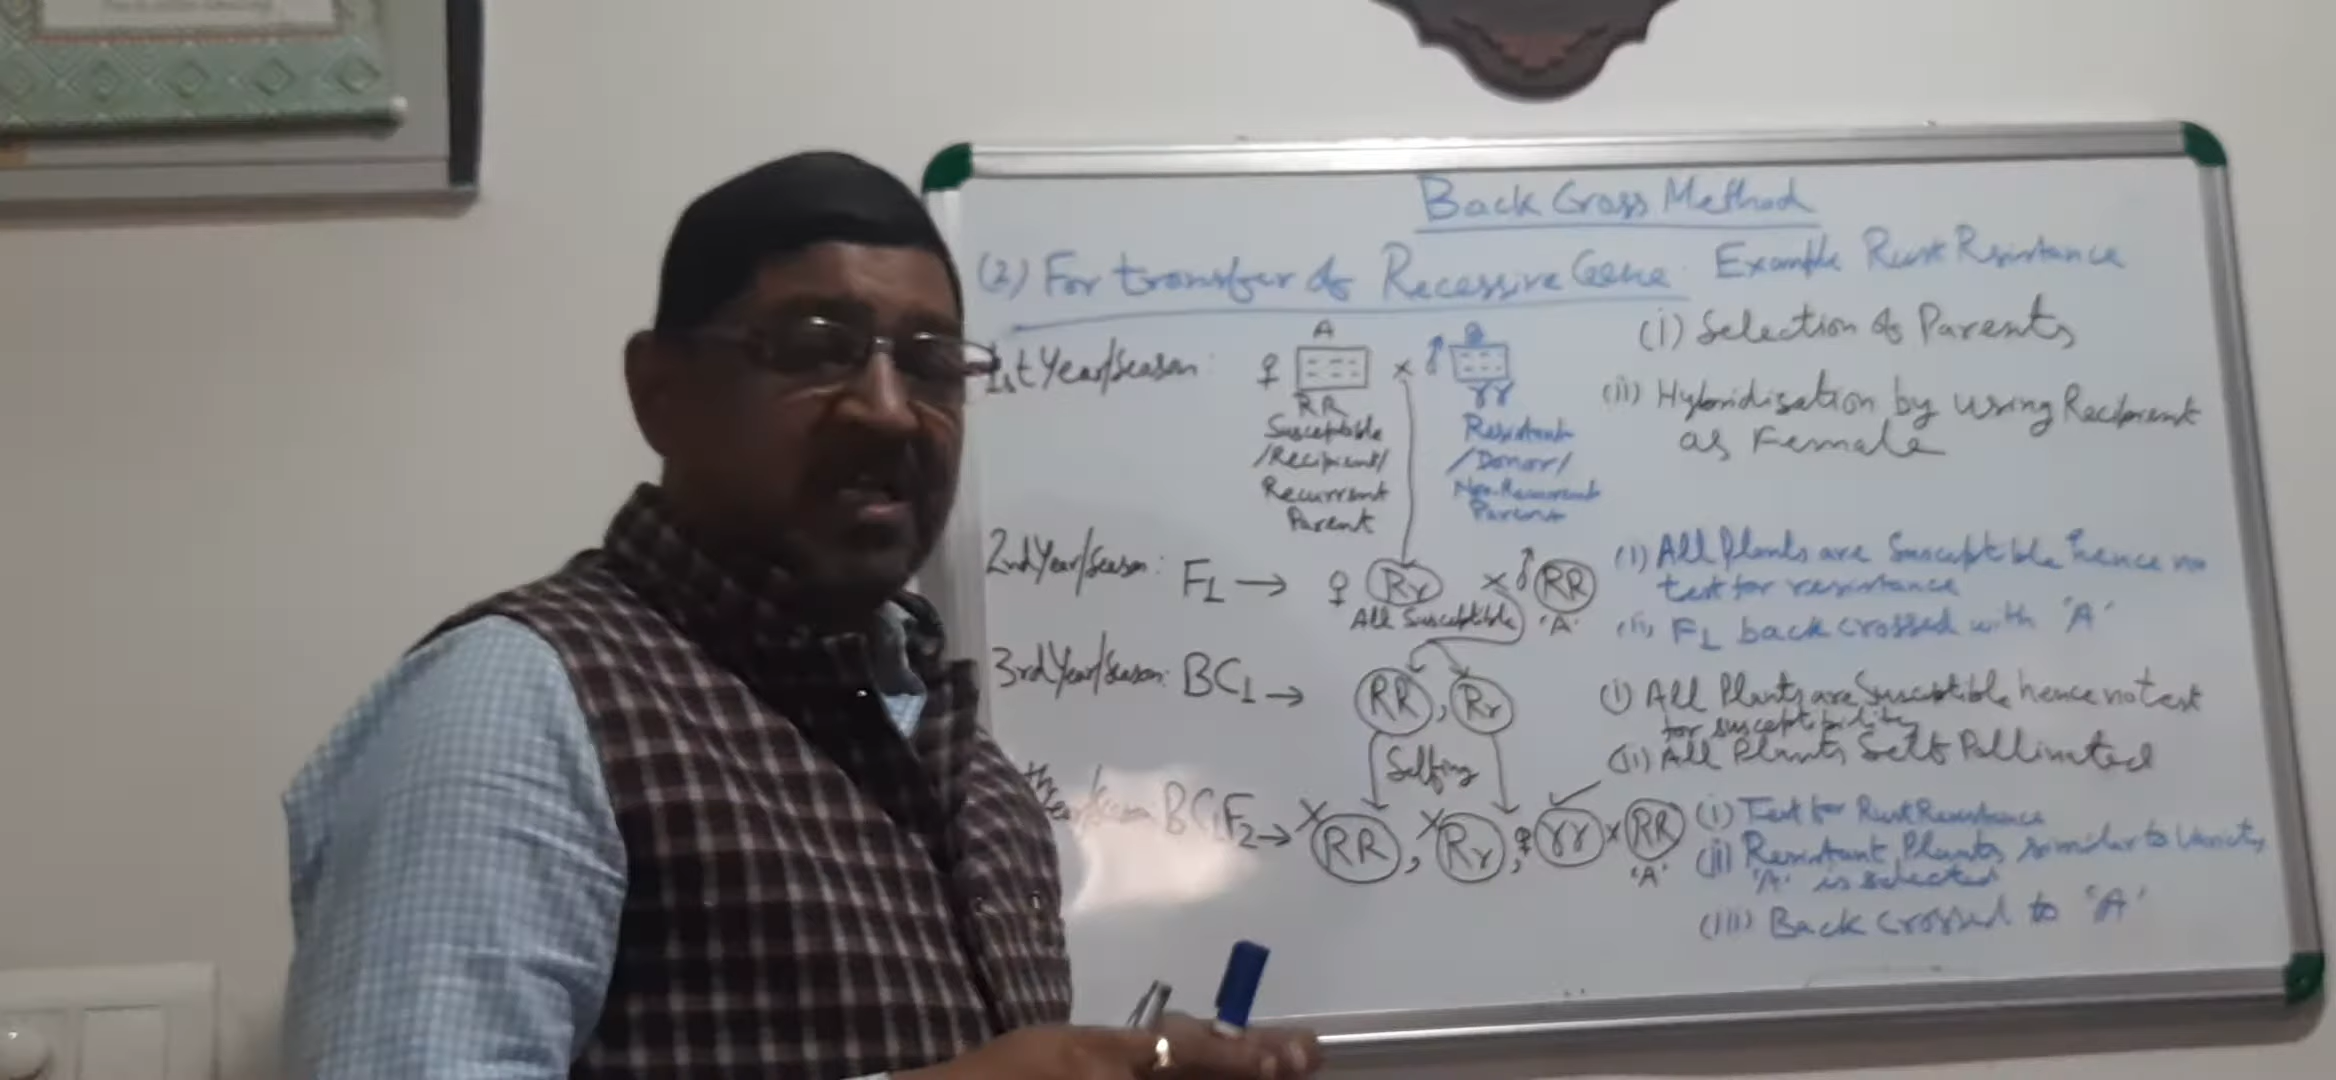 Back Cross Method
(2) For transfer of Recessive Gene Example Rust Resistance
1st Year/Season: ♀ A × ♂ B
RR rr
Susceptible
/Recipient/
Recurrent
Parent
Resistant
/Donor/
Non-Recurrent
Parent
(i) Selection of Parents
(ii) Hybridisation by using Recipient
as Female
2nd Year/Season: F1 → ♀ Rr × ♂ RR
All Susceptible 'A'
(i) All Plants are Susceptible hence no
test for resistance
(ii) F1 back crossed with 'A'
3rd Year/Season: BC1 → RR, Rr
(i) All Plants are Susceptible hence no test
for susceptibility
(ii) All Plants Self Pollinated
Selfing
th
BC1F2 → × RR, × Rr, ♀ rr × RR
'A'
(i) Test for Rust Resistance
(ii) Resistant Plants similar to Variety
'A' is selected
(iii) Back crossed to 'A'